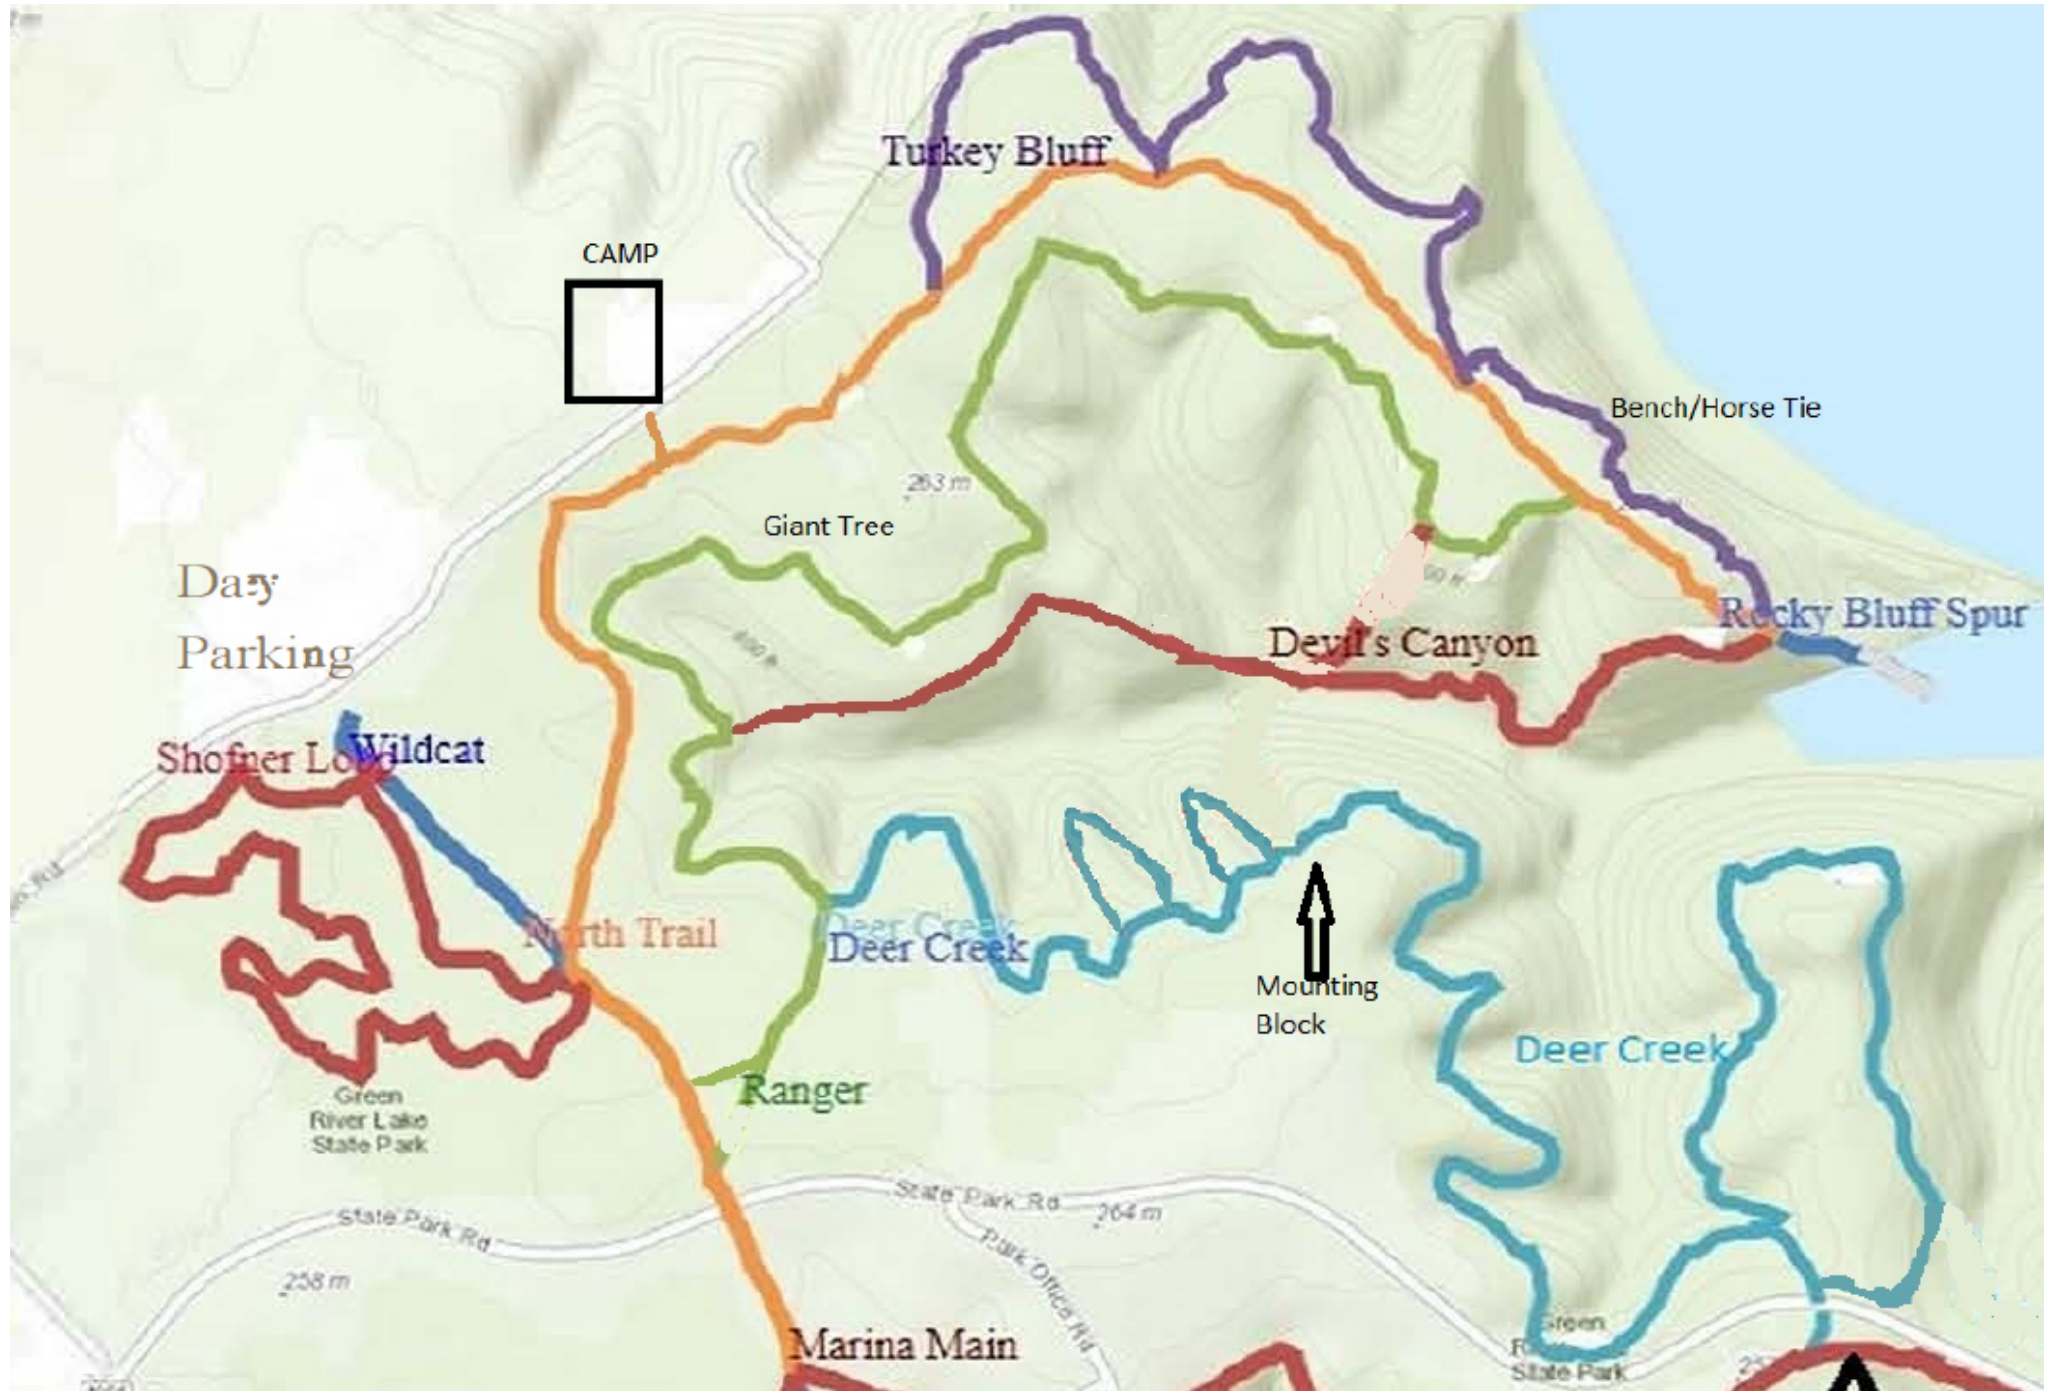 Turkey Bluff
CAMP
Bench/Horse Tie
263 m
Giant Tree
Day
Parking
Rocky Bluff Spur
Devil's Canyon
Wildcat
Shofner Loop
North Trail
Deer Creek
Deer Creek
Mounting
Block
Deer Creek
Ranger
Green
River Lake
State Park
State Park Rd
264 m
State Park Rd
Park Office Rd
258 m
Green
State Park
Marina Main